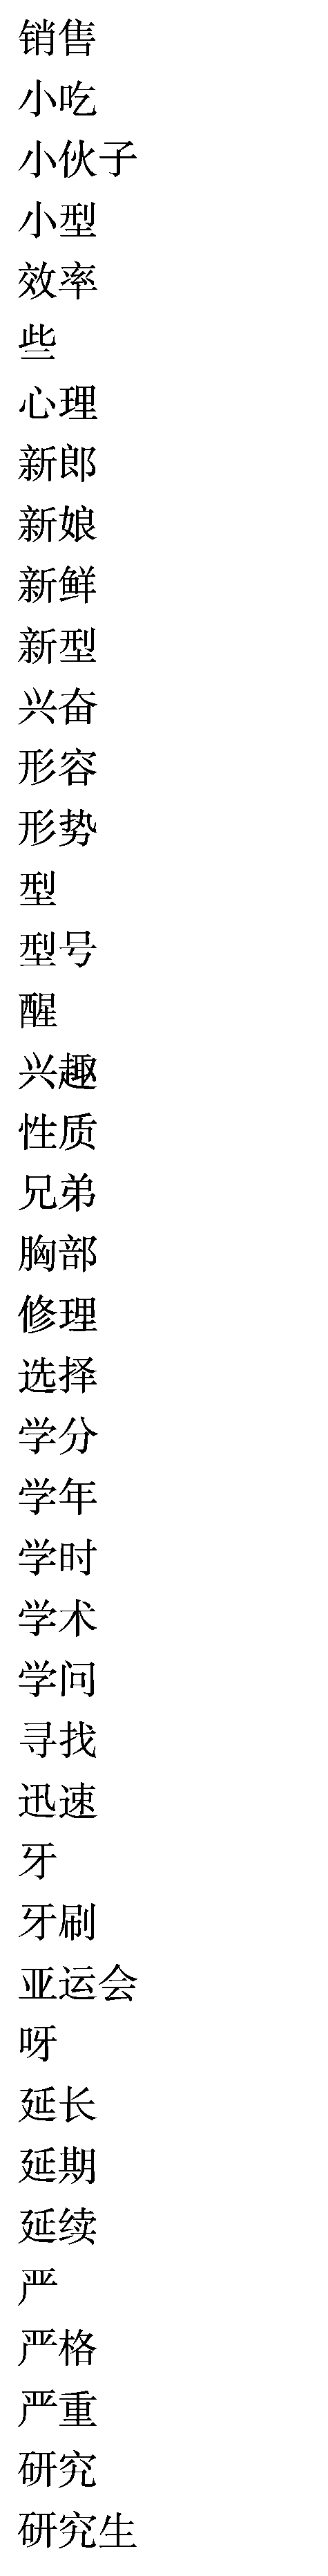 销售
小吃
小伙子
小型
效率
些
心理
新郎
新娘
新鲜
新型
兴奋
形容
形势
型
型号
醒
兴趣
性质
兄弟
胸部
修理
选择
学分
学年
学时
学术
学问
寻找
迅速
牙
牙刷
亚运会
呀
延长
延期
延续
严
严格
严重
研究
研究生